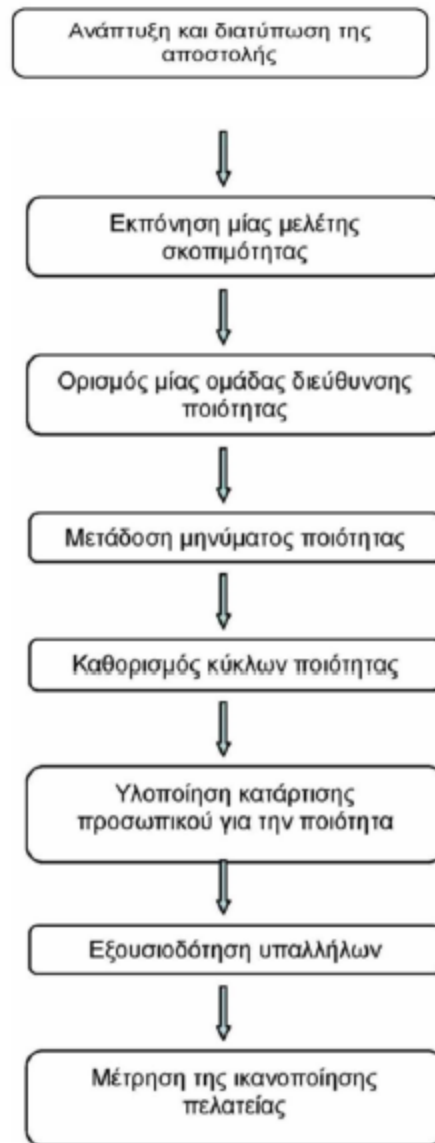 Ανάπτυξη και διατύπωση της
αποστολής
Εκπόνηση μίας μελέτης
σκοπιμότητας
Ορισμός μίας ομάδας διεύθυνσης
ποιότητας
Μετάδοση μηνύματος ποιότητας
Καθορισμός κύκλων ποιότητας
Υλοποίηση κατάρτισης
προσωπικού για την ποιότητα
Εξουσιοδότηση υπαλλήλων
Μέτρηση της ικανοποίησης
πελατείας